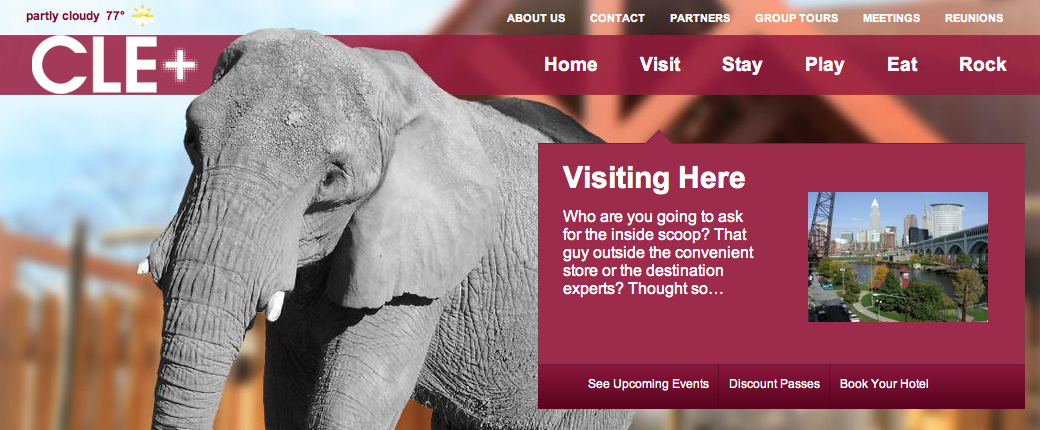 partly cloudy 77°
ABOUT US CONTACT PARTNERS GROUP TOURS MEETINGS REUNIONS
CLE+
Home Visit Stay Play Eat Rock
Visiting Here
Who are you going to ask
for the inside scoop? That
guy outside the convenient
store or the destination
experts? Thought so…
See Upcoming Events Discount Passes Book Your Hotel